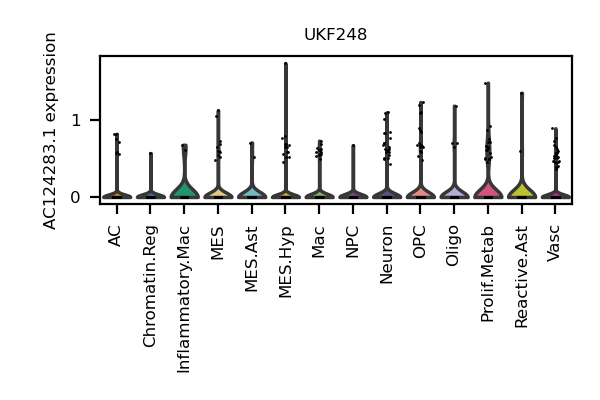 UKF248
AC124283.1 expression
1
0
AC
Chromatin.Reg
Inflammatory.Mac
MES
MES.Ast
MES.Hyp
Mac
NPC
Neuron
OPC
Oligo
Prolif.Metab
Reactive.Ast
Vasc